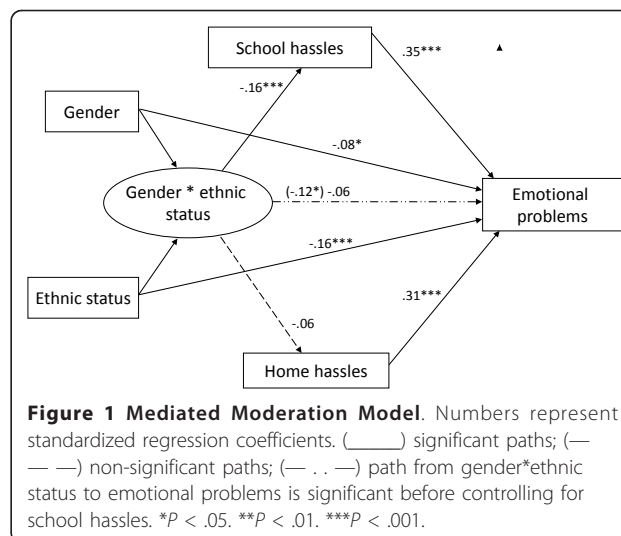 School hassles
.35***
-.16***
Gender
-.08*
Gender * ethnic
status
(-.12*) -.06
Emotional
problems
-.16***
Ethnic status
-.06
.31***
Home hassles
Figure 1 Mediated Moderation Model. Numbers represent
standardized regression coefficients. (_____) significant paths; (—
— —) non-significant paths; (— . . —) path from gender*ethnic
status to emotional problems is significant before controlling for
school hassles. *P < .05. **P < .01. ***P < .001.